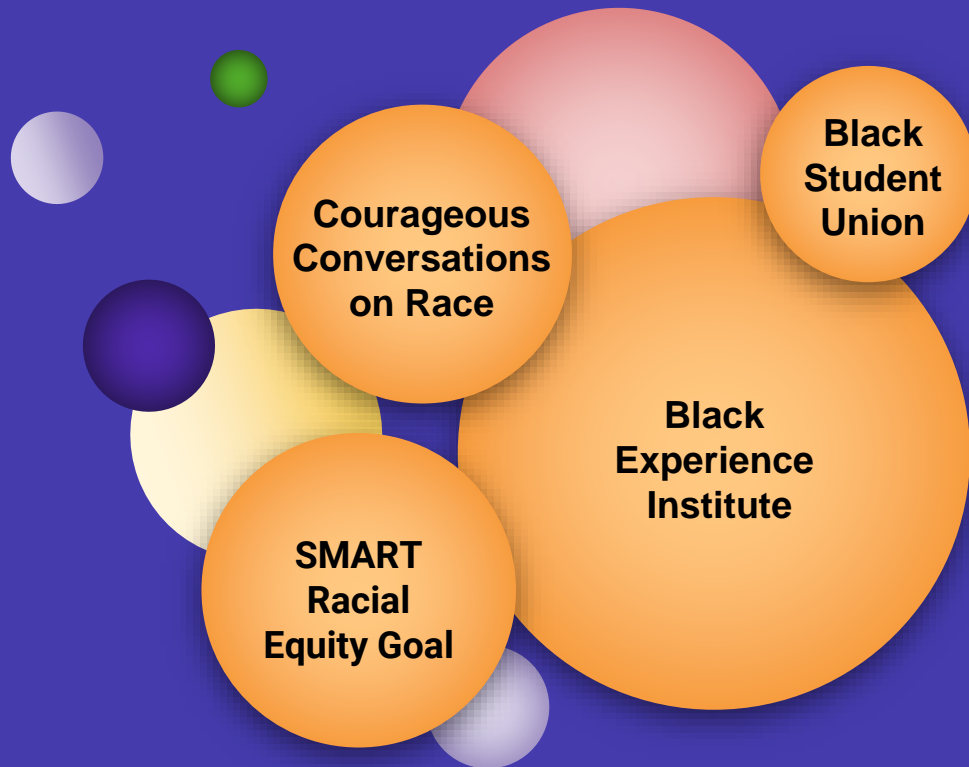 Black
Student
Union
Courageous
Conversations
on Race
Black
Experience
Institute
SMART
Racial
Equity Goal